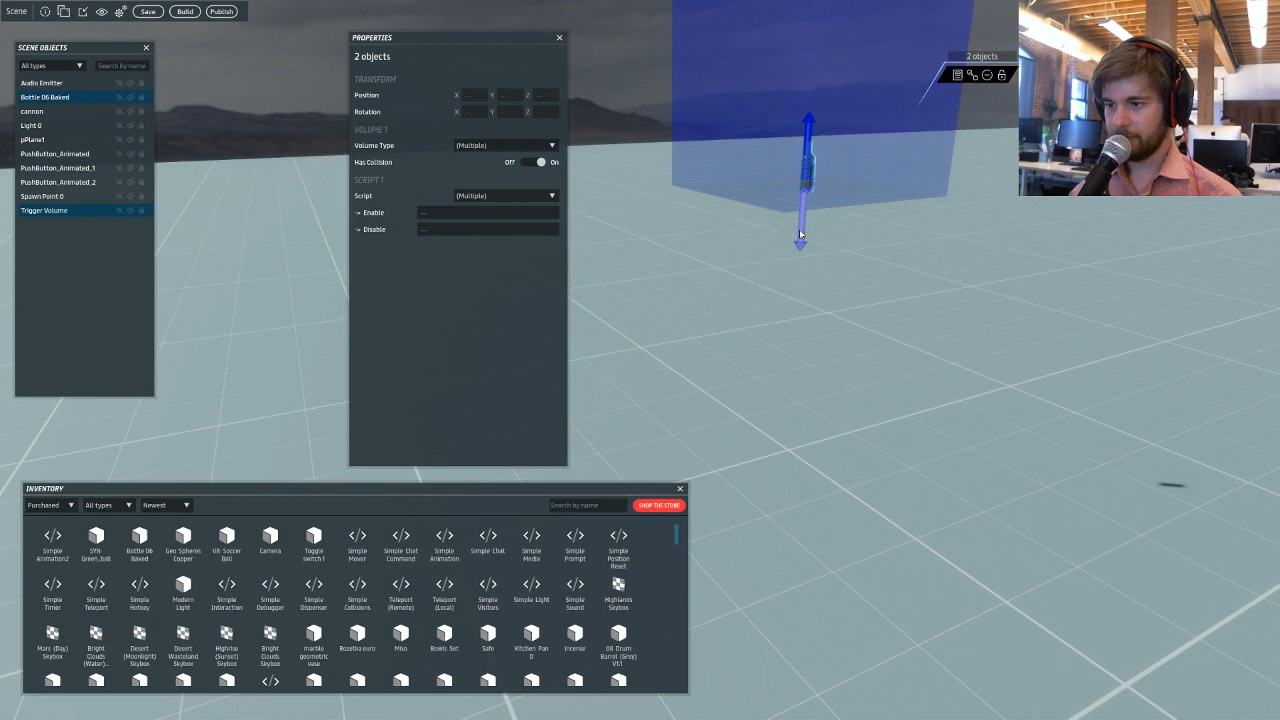 Scene Save Build Publish
SCENE OBJECTS
All types Search by name
Audio Emitter
Bottle 06 Baked
cannon
Light 0
pPlane1
PushButton_Animated
PushButton_Animated_1
PushButton_Animated_2
Spawn Point 0
Trigger Volume
PROPERTIES
2 objects
TRANSFORM
Position X --- Y --- Z ---
Rotation X --- Y --- Z ---
VOLUME 1
Volume Type (Multiple)
Has Collision Off On
SCRIPT 1
Script (Multiple)
-> Enable ---
-> Disable ---
2 objects
INVENTORY
Purchased All types Newest Search by name SHOP THE STORE
Simple Animation2
SYN-Green_ball
Bottle 06 Baked
Geo Spheres Copper
VR-Soccer Ball
Camera
Toggle switch 1
Simple Mover
Simple Chat Command
Simple Animation
Simple Chat
Simple Media
Simple Prompt
Simple Position Reset
Simple Timer
Simple Teleport
Simple Hotkey
Modern Light
Simple Interaction
Simple Debugger
Simple Dispenser
Simple Collisions
Teleport (Remote)
Teleport (Local)
Simple Visitors
Simple Light
Simple Sound
Highlands Skybox
Mars (Day) Skybox
Bright Clouds (Water)...
Desert (Moonlight) Skybox
Desert Wasteland Skybox
Highrise (Sunset) Skybox
Bright Clouds Skybox
marble geometric vase
Rozetka euro
Miso
Bowls Set
Safe
Kitchen Pan D
Incense
Oil Drum Barrel (Grey) V1.1